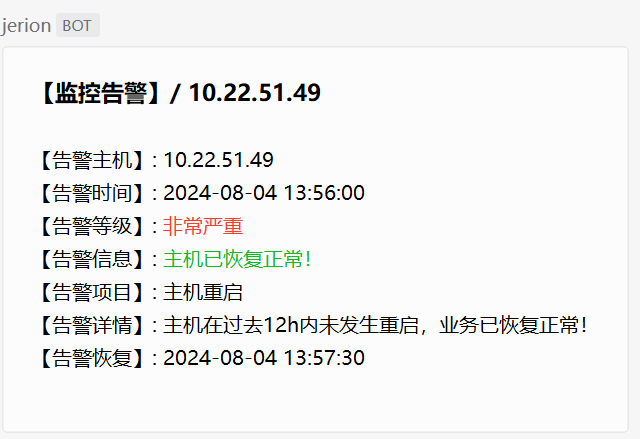 jerion BOT
【监控告警】/ 10.22.51.49
【告警主机】: 10.22.51.49
【告警时间】: 2024-08-04 13:56:00
【告警等级】: 非常严重
【告警信息】: 主机已恢复正常!
【告警项目】: 主机重启
【告警详情】: 主机在过去12h内未发生重启，业务已恢复正常!
【告警恢复】: 2024-08-04 13:57:30